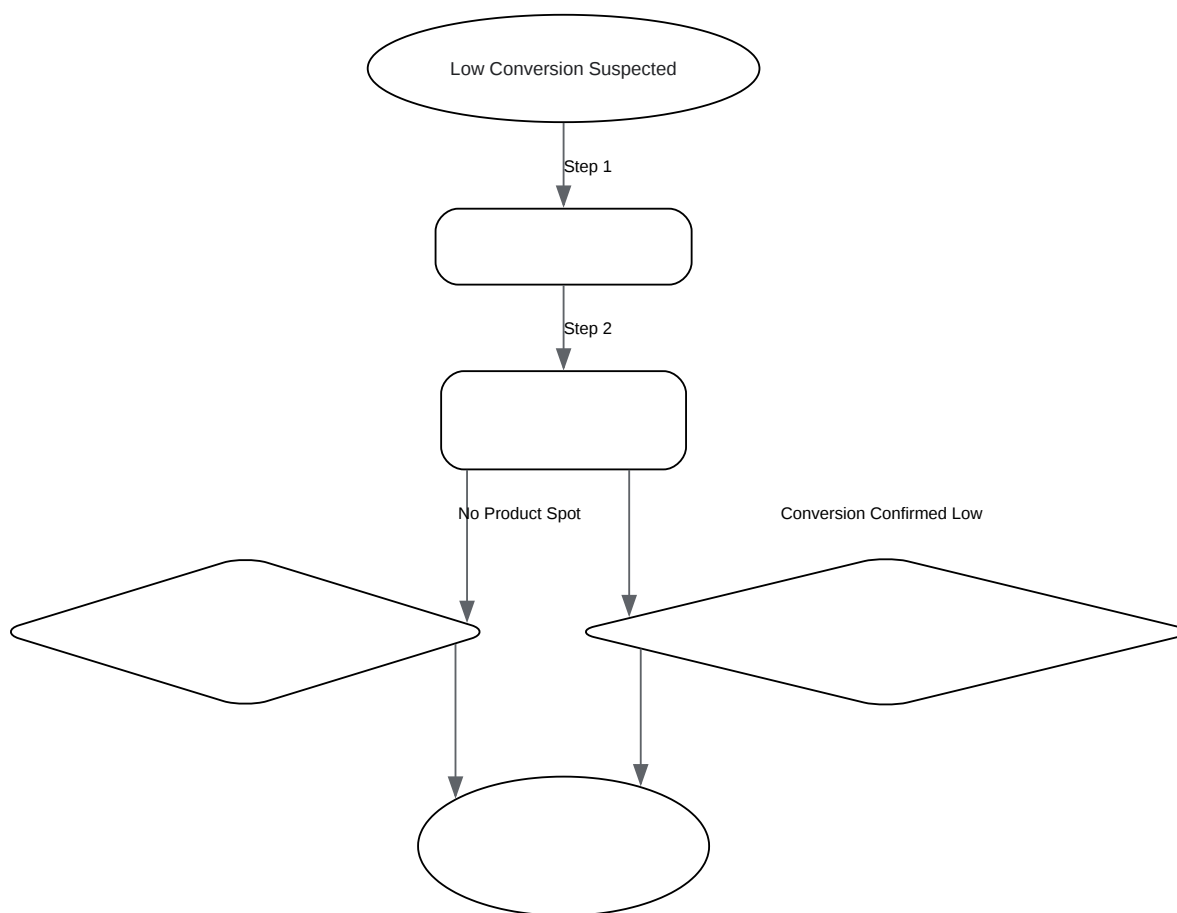 Low Conversion Suspected
Step 1
Step 2
No Product Spot
Conversion Confirmed Low